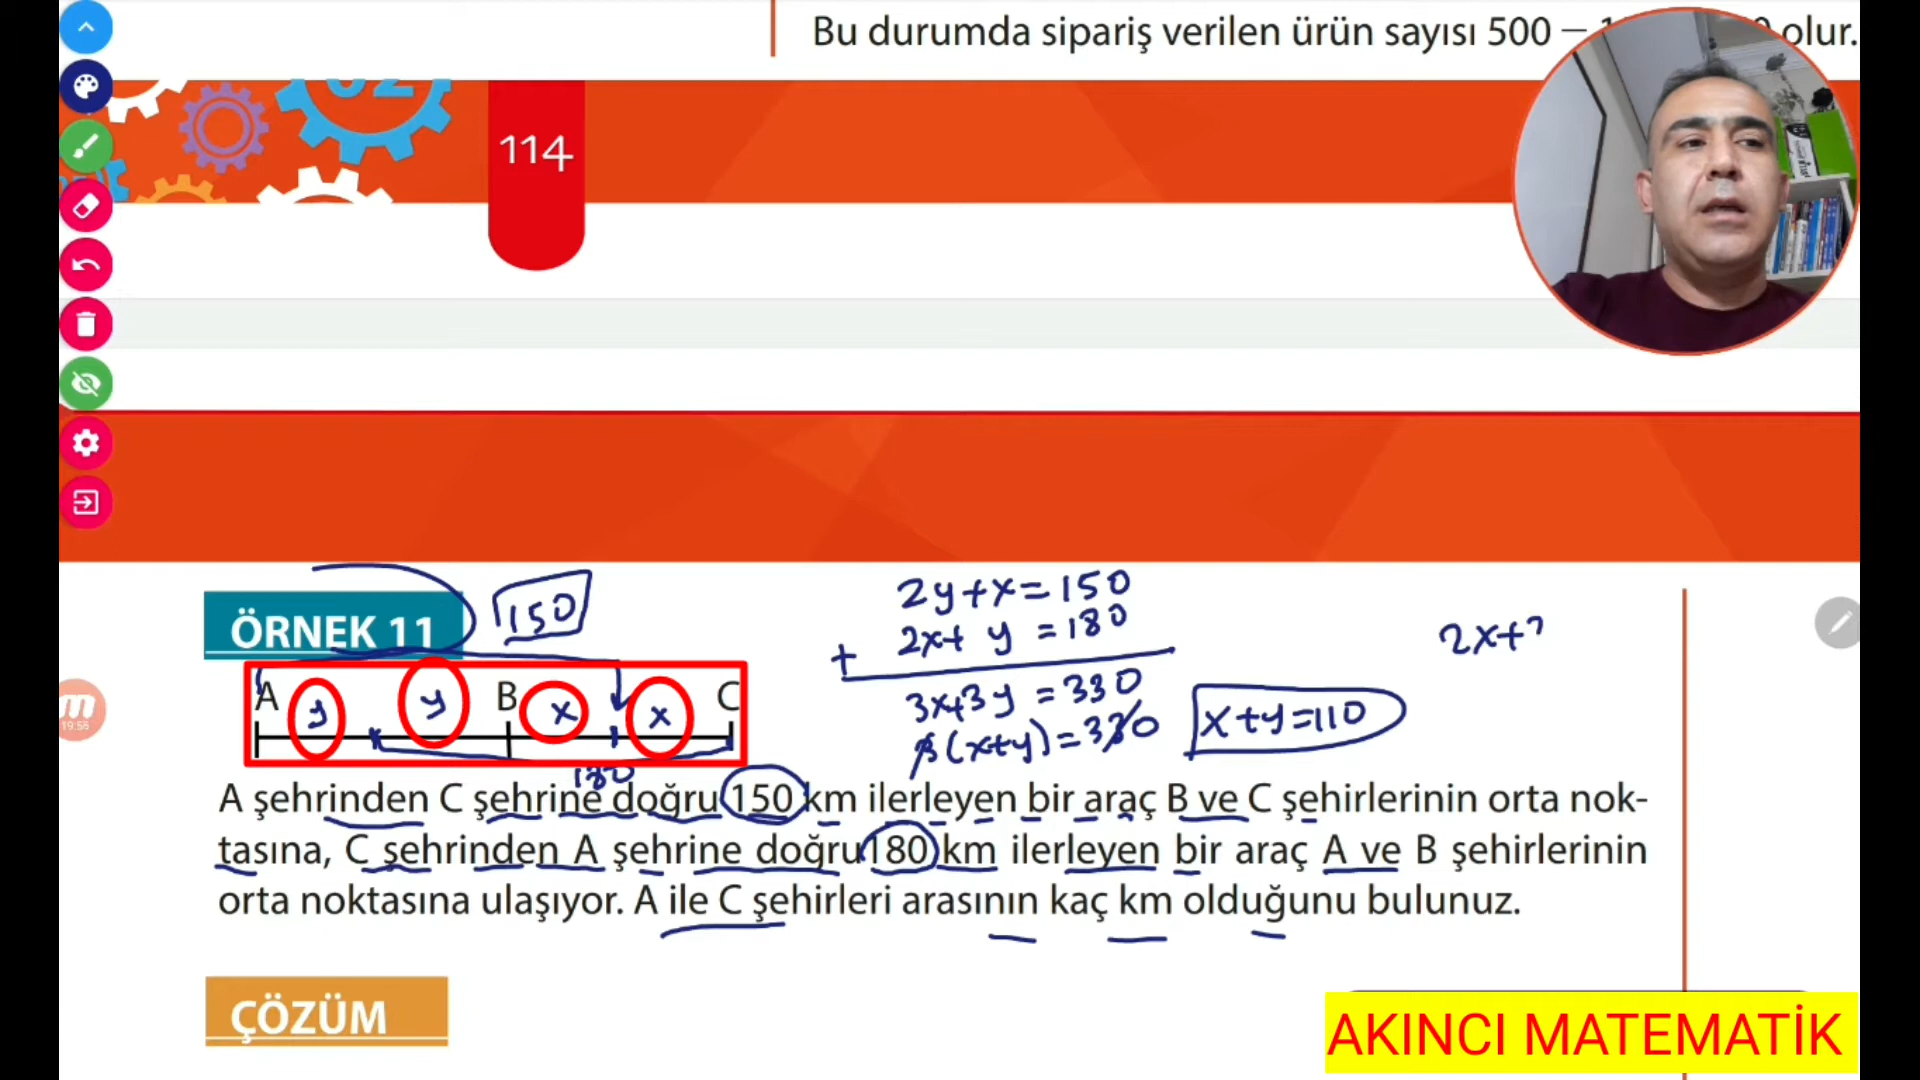 Bu durumda sipariş verilen ürün sayısı 500 – olur.
02
114
ÖRNEK 11
150
A y y B x x C
180
2y+x=150
2x+ y =180
+
3x+3y =330
3(x+y)=330
x+y=110
2x+
19:56
A şehrinden C şehrine doğru 150 km ilerleyen bir araç B ve C şehirlerinin orta nok-
tasına, C şehrinden A şehrine doğru 180 km ilerleyen bir araç A ve B şehirlerinin
orta noktasına ulaşıyor. A ile C şehirleri arasının kaç km olduğunu bulunuz.
ÇÖZÜM
AKINCI MATEMATİK